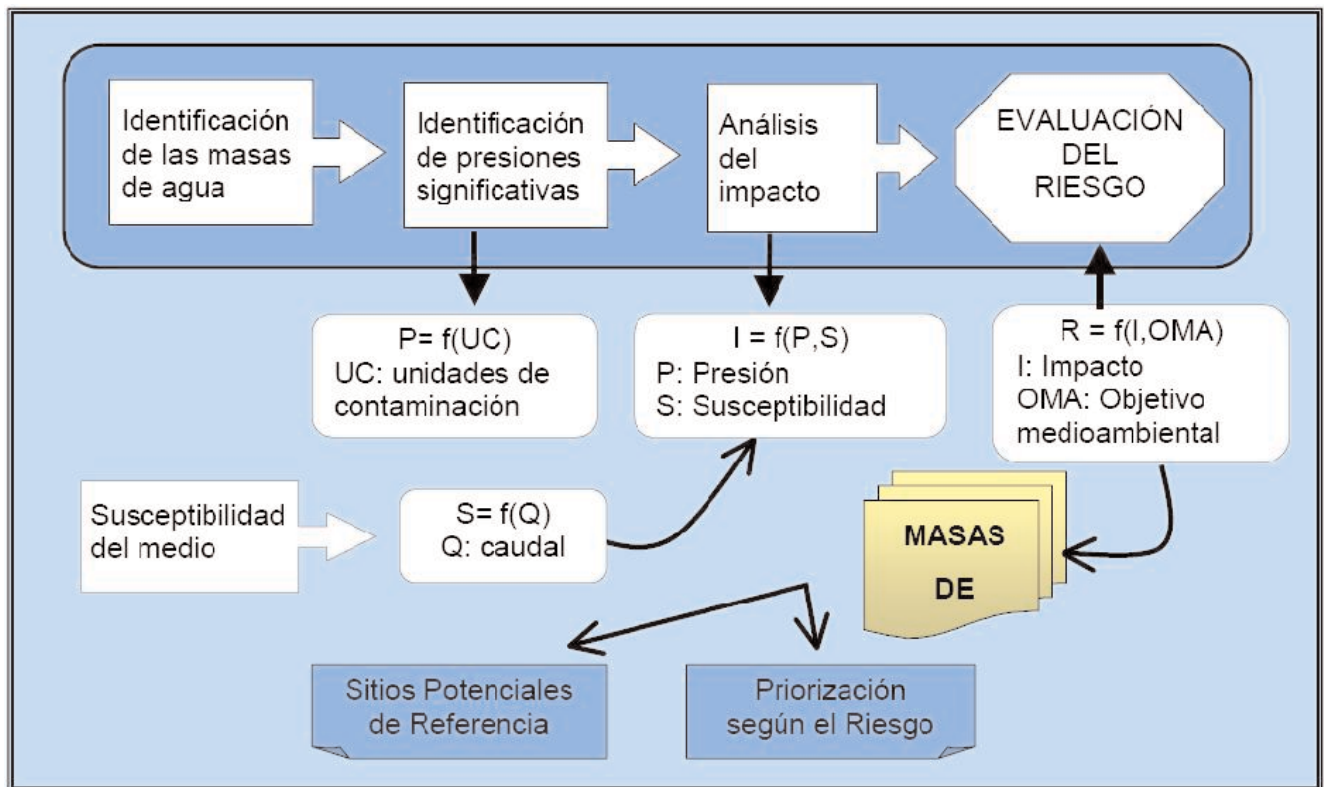 Identificación
de las masas
de agua
Identificación
de presiones
significativas
Análisis
del
impacto
EVALUACIÓN
DEL
RIESGO
P= f(UC)
UC: unidades de
contaminación
I = f(P,S)
P: Presión
S: Susceptibilidad
R = f(I,OMA)
I: Impacto
OMA: Objetivo
medioambiental
Susceptibilidad
del medio
S= f(Q)
Q: caudal
MASAS
DE
Sitios Potenciales
de Referencia
Priorización
según el Riesgo